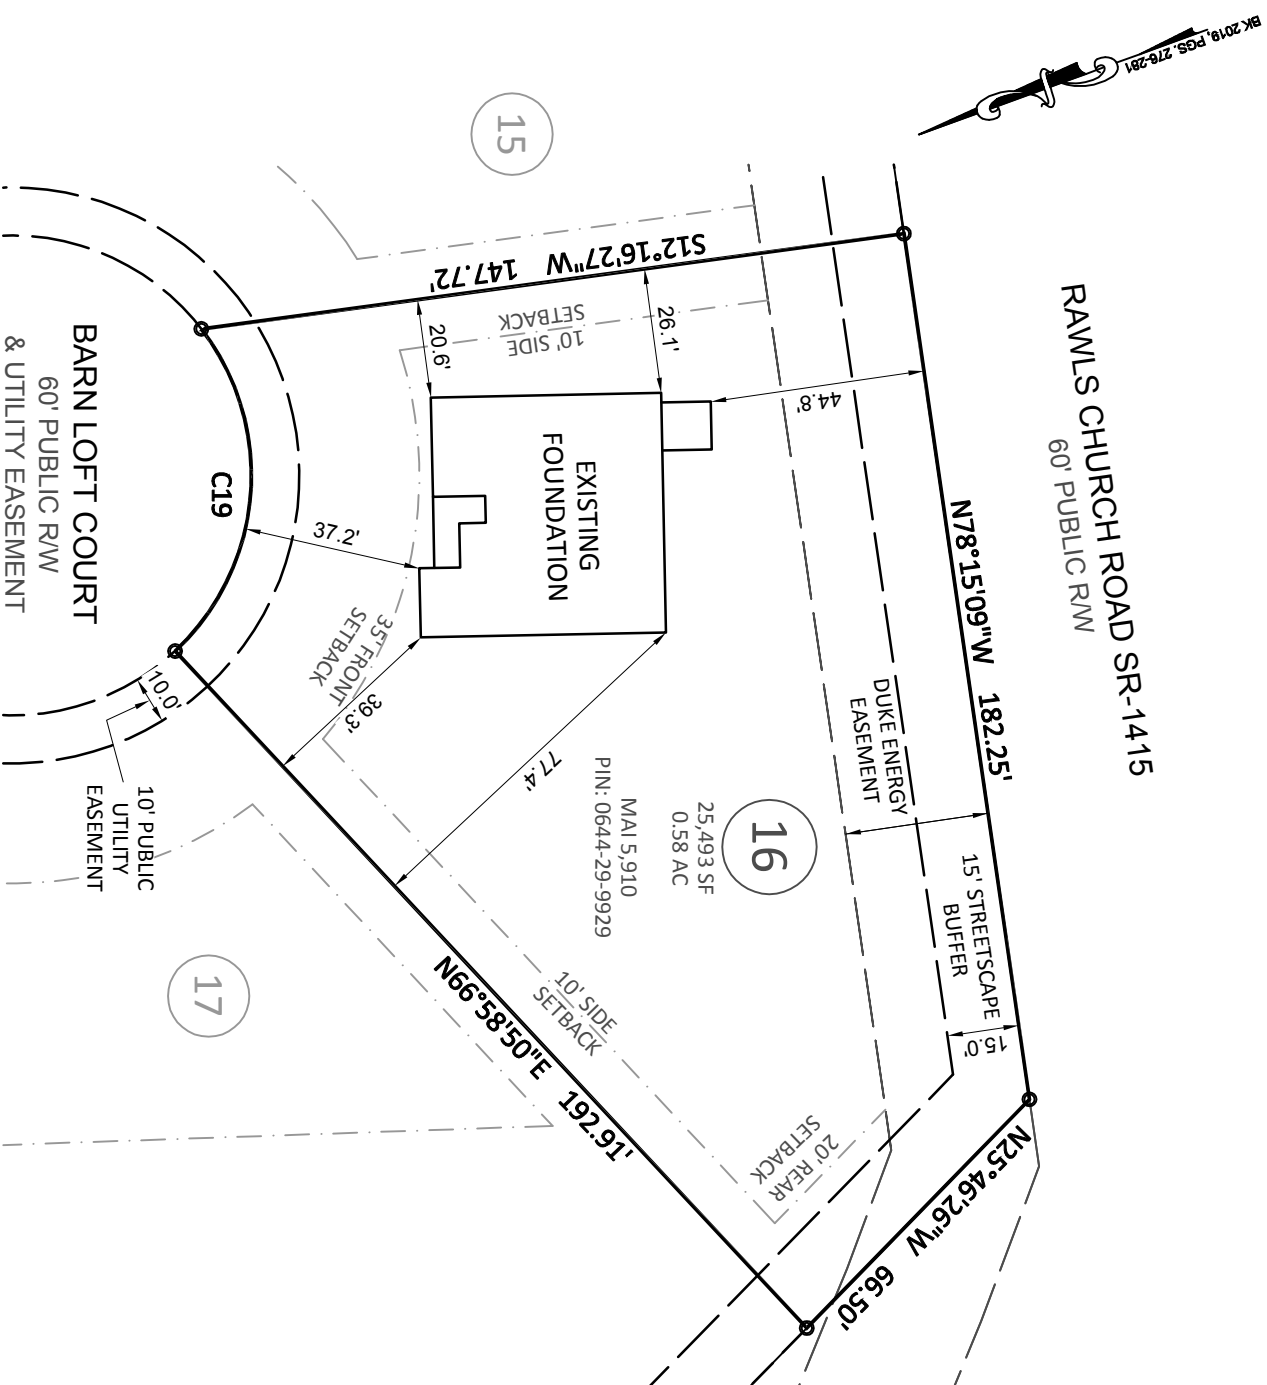 BK 2019, PGS. 276-281
RAWLS CHURCH ROAD SR-1415
60' PUBLIC R/W
15
S12°16'27"W 147.72'
10' SIDE
SETBACK
20.6'
26.1'
44.8'
N78°15'09"W 182.25'
EXISTING
FOUNDATION
BARN LOFT COURT
60' PUBLIC R/W
& UTILITY EASEMENT
C19
37.2'
35' FRONT
SETBACK
39.3'
77.4'
10.0'
10' PUBLIC
UTILITY
EASEMENT
DUKE ENERGY
EASEMENT
16
25,493 SF
0.58 AC
MAI 5,910
PIN: 0644-29-9929
15' STREETSCAPE
BUFFER
15.0'
17
10' SIDE
SETBACK
N66°58'50"E 192.91'
20' REAR
SETBACK
N25°46'26"W 66.50'